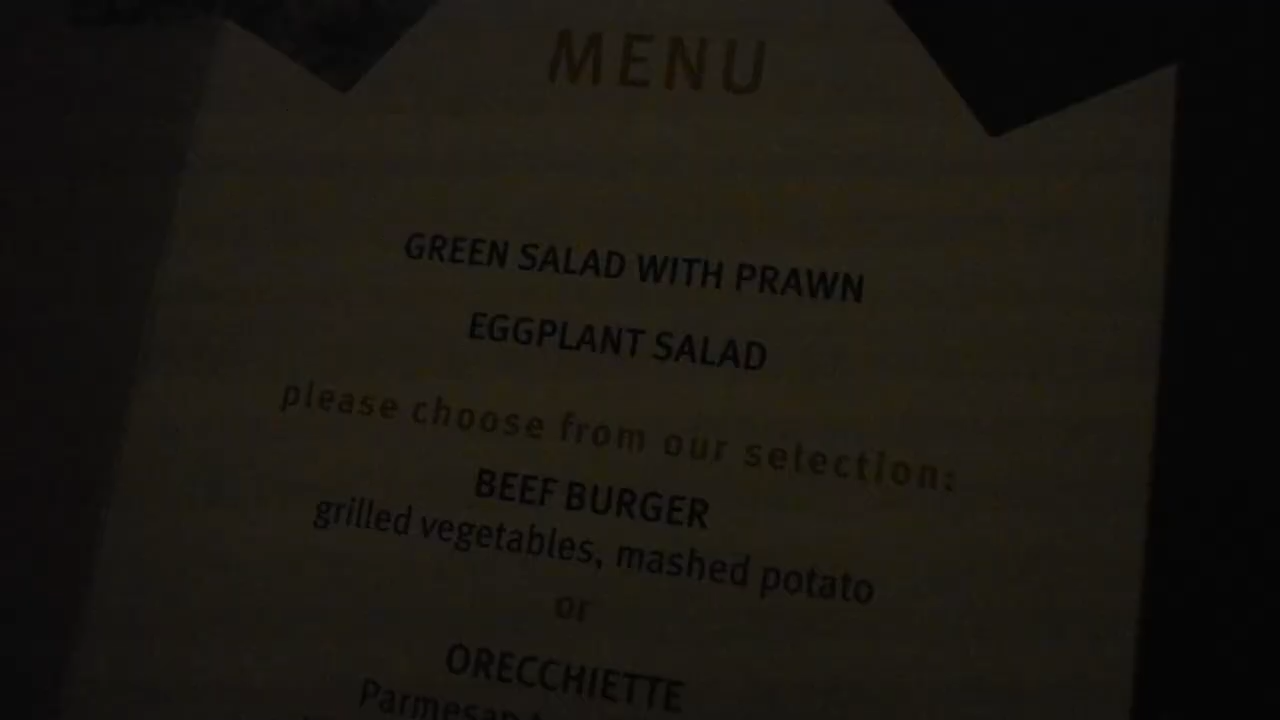 MENU
GREEN SALAD WITH PRAWN
EGGPLANT SALAD
please choose from our selection:
BEEF BURGER
grilled vegetables, mashed potato
or
ORECCHIETTE
Parmesan